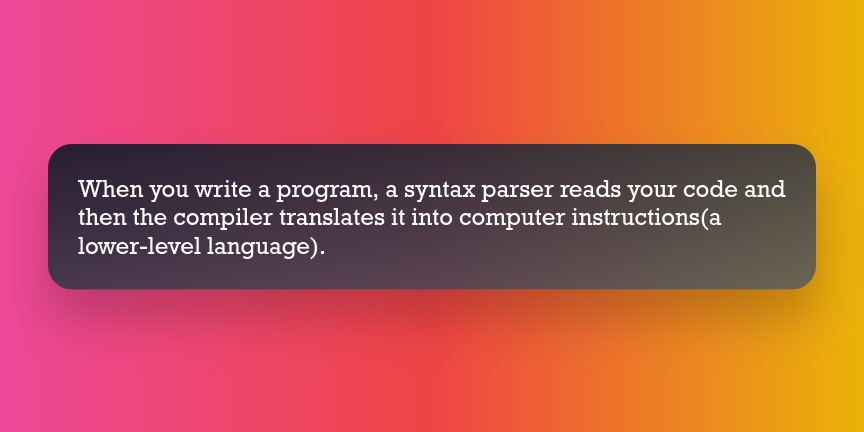 When you write a program, a syntax parser reads your code and
then the compiler translates it into computer instructions(a
lower-level language).